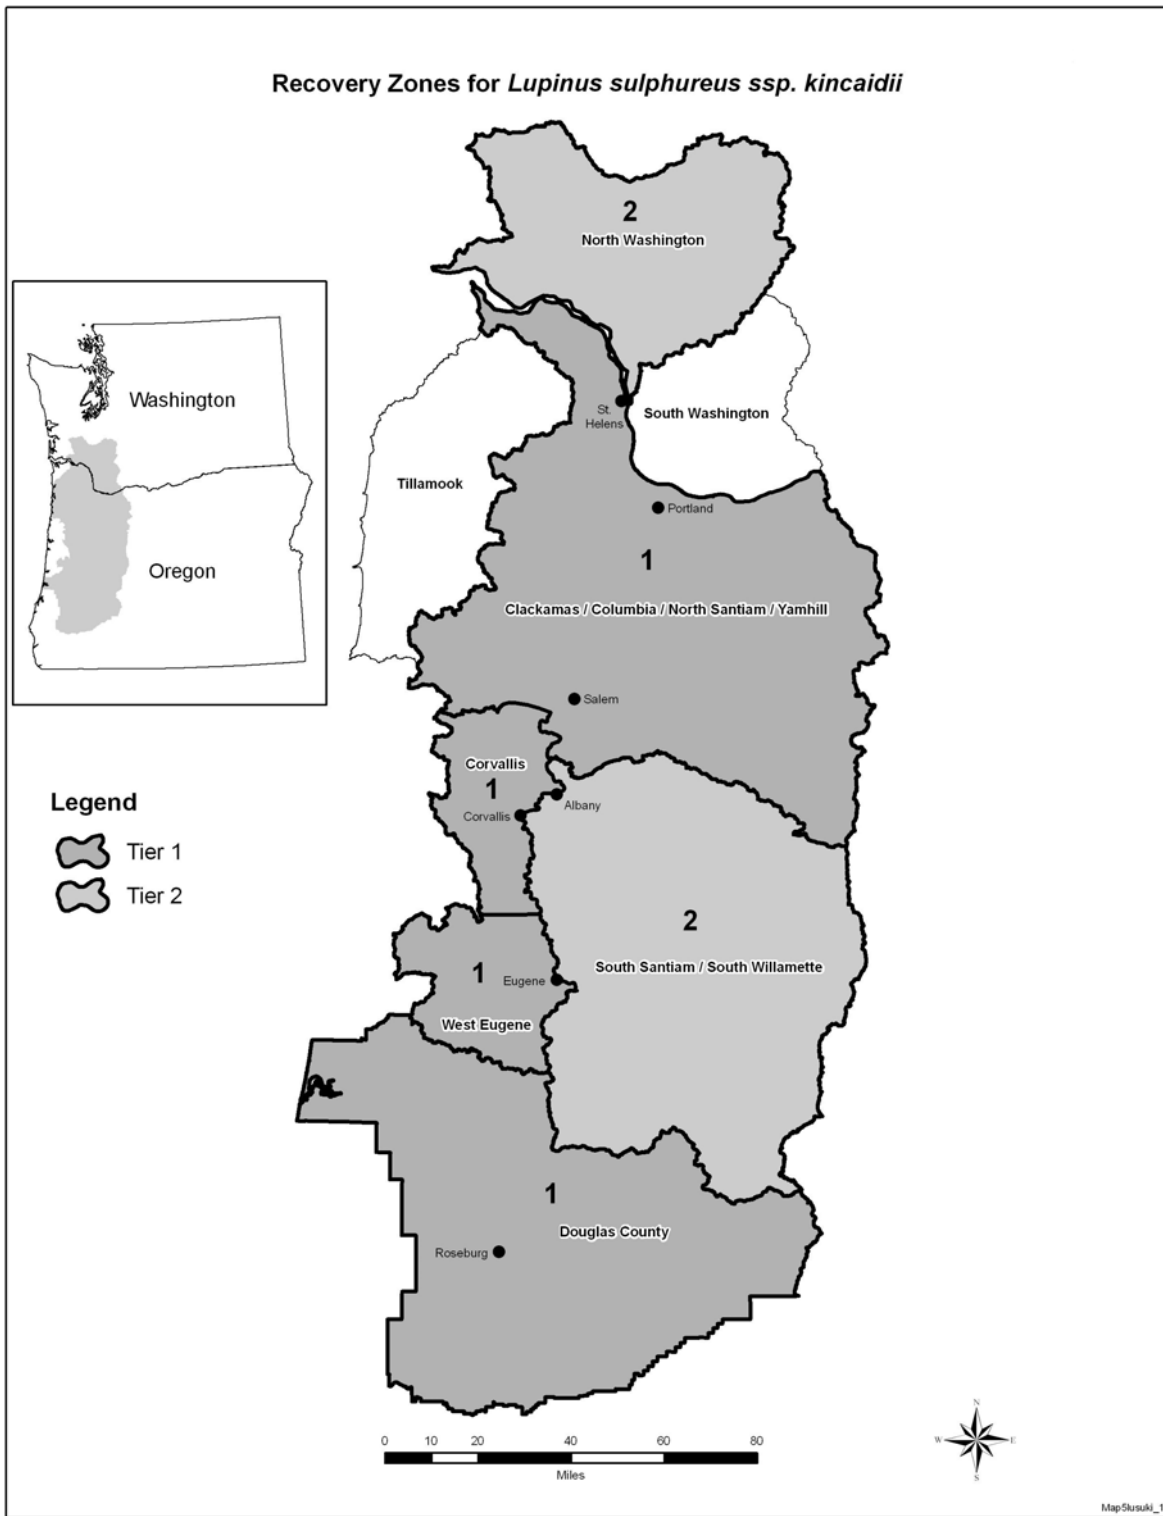 Recovery Zones for Lupinus sulphureus ssp. kincaidii
2
North Washington
Washington
Oregon
St.
Helens
South Washington
Tillamook
Portland
1
Clackamas / Columbia / North Santiam / Yamhill
Salem
Corvallis
1
Corvallis
Albany
Legend
Tier 1
Tier 2
2
South Santiam / South Willamette
1
Eugene
West Eugene
1
Douglas County
Roseburg
0 10 20 40 60 80
Miles
N
W E
S
Map5lusuki_1